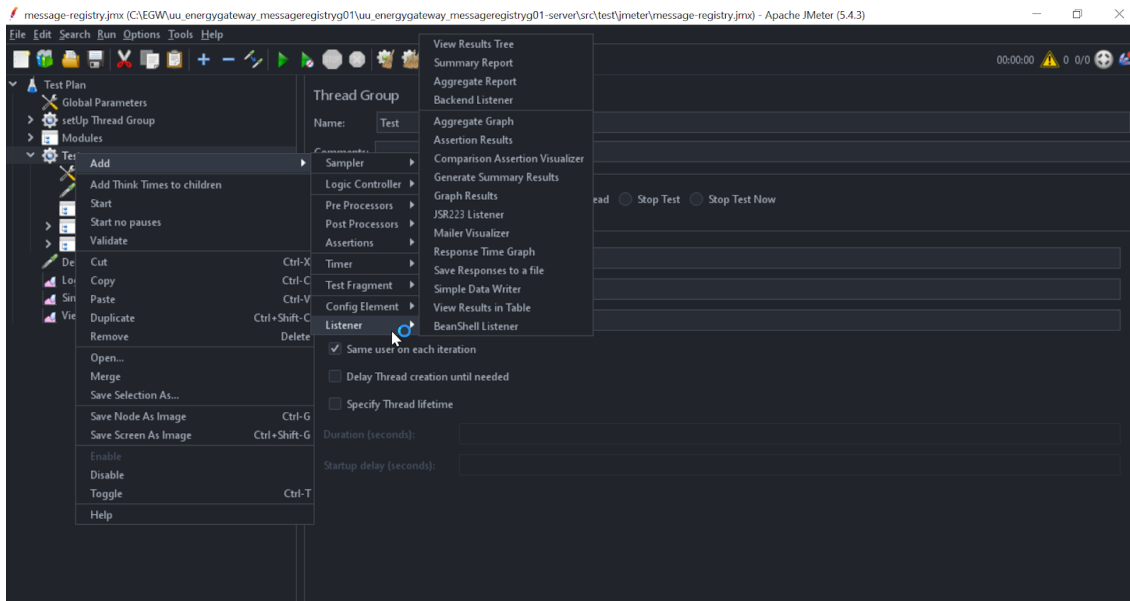 message-registry.jmx (C:\EGW\uu_energygateway_messageregistryg01\uu_energygateway_messageregistryg01-server\src\test\jmeter\message-registry.jmx) - Apache JMeter (5.4.3)
File Edit Search Run Options Tools Help
00:00:00 0 0/0
Test Plan
Global Parameters
setUp Thread Group
Modules
Add
Add Think Times to children
Start
Start no pauses
Validate
Cut Ctrl-X
Copy Ctrl-C
Paste Ctrl-V
Duplicate Ctrl+Shift-C
Remove Delete
Open...
Merge
Save Selection As...
Save Node As Image Ctrl-G
Save Screen As Image Ctrl+Shift-G
Enable
Disable
Toggle Ctrl-T
Help
Sampler
Logic Controller
Pre Processors
Post Processors
Assertions
Timer
Test Fragment
Config Element
Listener
View Results Tree
Summary Report
Aggregate Report
Backend Listener
Aggregate Graph
Assertion Results
Comparison Assertion Visualizer
Generate Summary Results
Graph Results
JSR223 Listener
Mailer Visualizer
Response Time Graph
Save Responses to a file
Simple Data Writer
View Results in Table
BeanShell Listener
Thread Group
Name: Test
Stop Test Stop Test Now
Same user on each iteration
Delay Thread creation until needed
Specify Thread lifetime
Duration (seconds):
Startup delay (seconds):